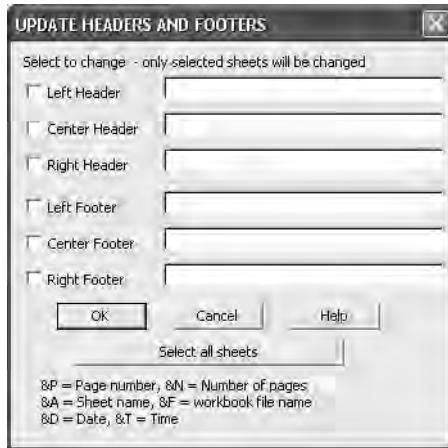 UPDATE HEADERS AND FOOTERS
Select to change - only selected sheets will be changed
Left Header
Center Header
Right Header
Left Footer
Center Footer
Right Footer
OK Cancel Help
Select all sheets
&P = Page number, &N = Number of pages
&A = Sheet name, &F = workbook file name
&D = Date, &T = Time